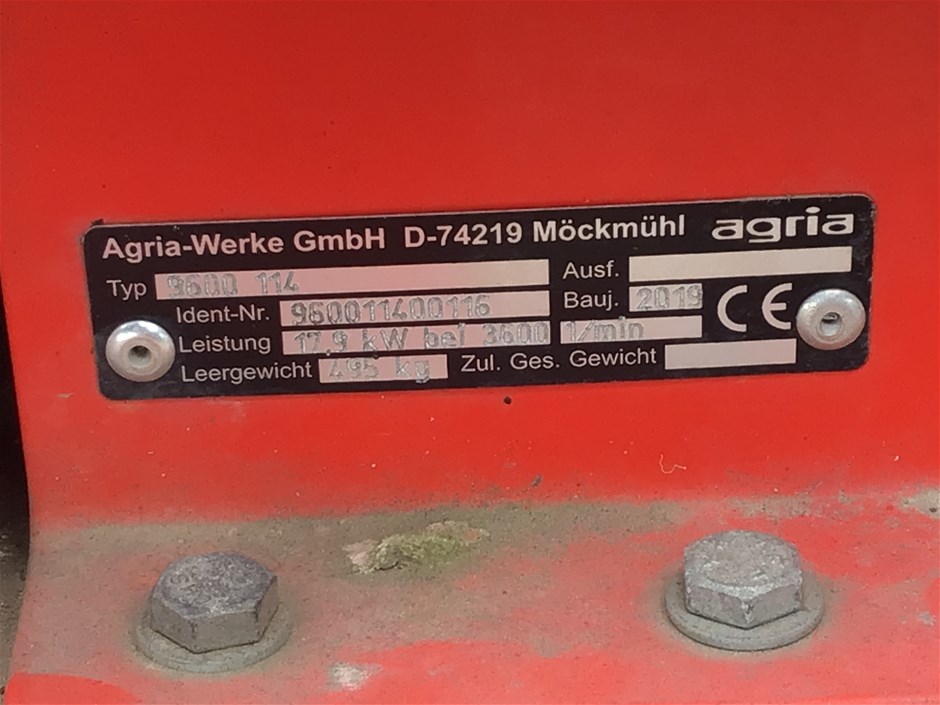 Agria-Werke GmbH D-74219 Möckmühl agria
Typ 9600 114 Ausf.
Ident-Nr. 960011400116 Bauj. 2019 CE
Leistung 17,9 kW bei 3600 1/min
Leergewicht 495 kg Zul. Ges. Gewicht